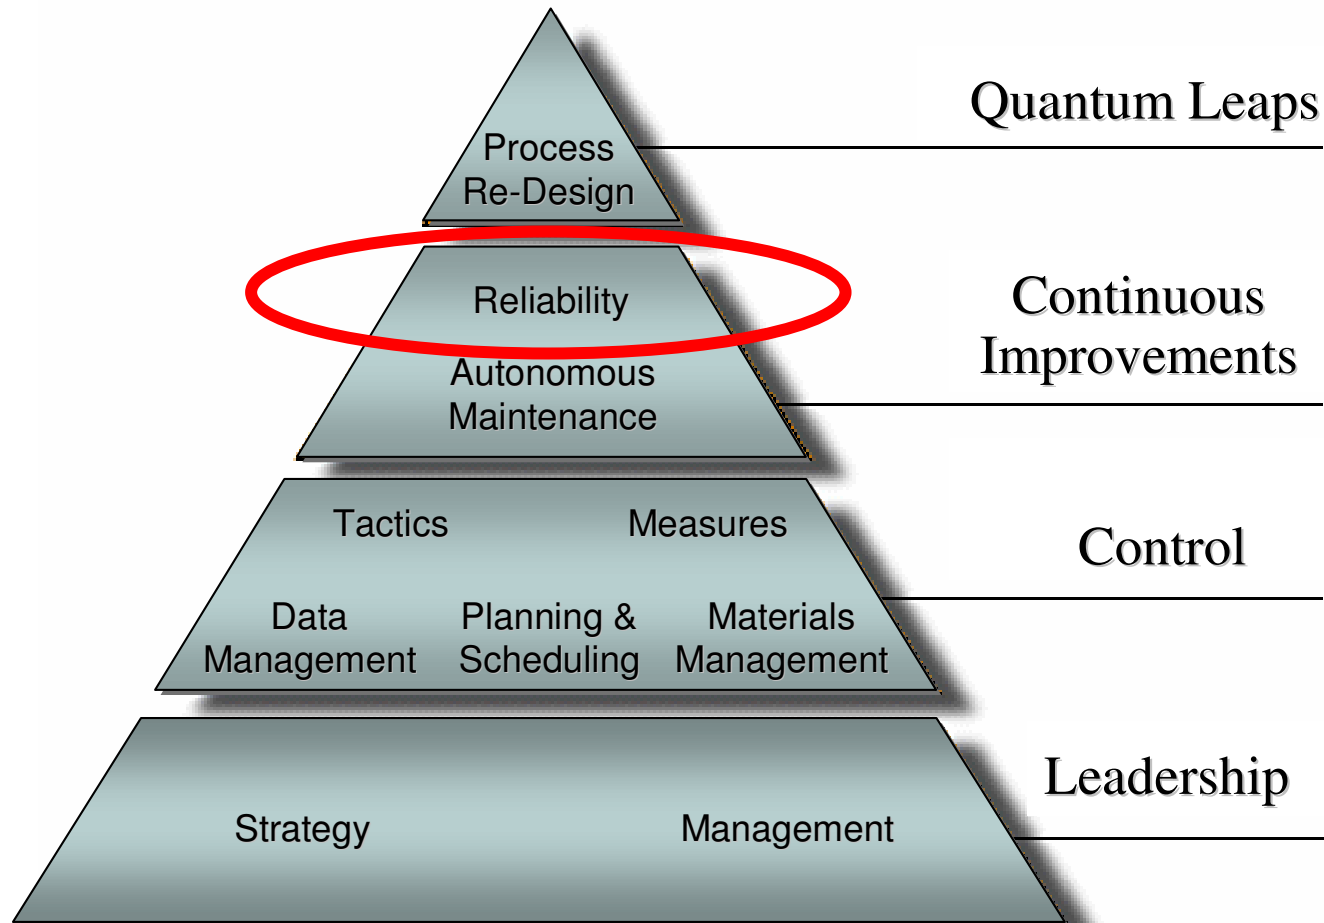 Quantum Leaps
Process
Re-Design
Continuous
Improvements
Reliability
Autonomous
Maintenance
Control
Tactics Measures
Data Planning & Materials
Management Scheduling Management
Leadership
Strategy Management